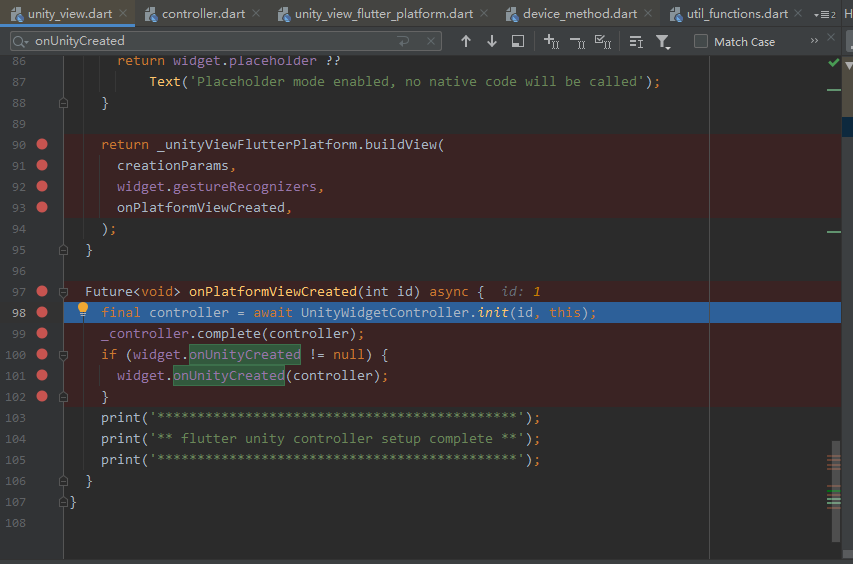 unity_view.dart controller.dart unity_view_flutter_platform.dart device_method.dart util_functions.dart
onUnityCreated Match Case
86 return widget.placeholder ??
87 Text('Placeholder mode enabled, no native code will be called');
88 }
89
90 return _unityViewFlutterPlatform.buildView(
91 creationParams,
92 widget.gestureRecognizers,
93 onPlatformViewCreated,
94 );
95 }
96
97 Future<void> onPlatformViewCreated(int id) async { id: 1
98 final controller = await UnityWidgetController.init(id, this);
99 _controller.complete(controller);
100 if (widget.onUnityCreated != null) {
101 widget.onUnityCreated(controller);
102 }
103 print('*********************************************');
104 print('** flutter unity controller setup complete **');
105 print('*********************************************');
106 }
107 }
108